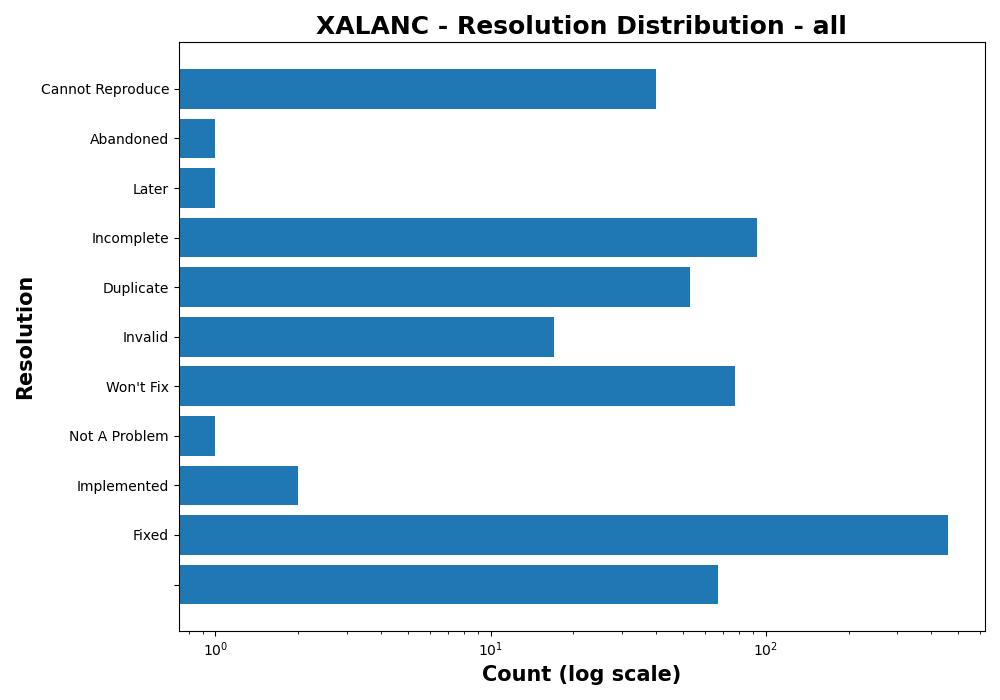 XALANC - Resolution Distribution - all
Resolution
Cannot Reproduce
Abandoned
Later
Incomplete
Duplicate
Invalid
Won't Fix
Not A Problem
Implemented
Fixed
10⁰ 10¹ 10²
Count (log scale)